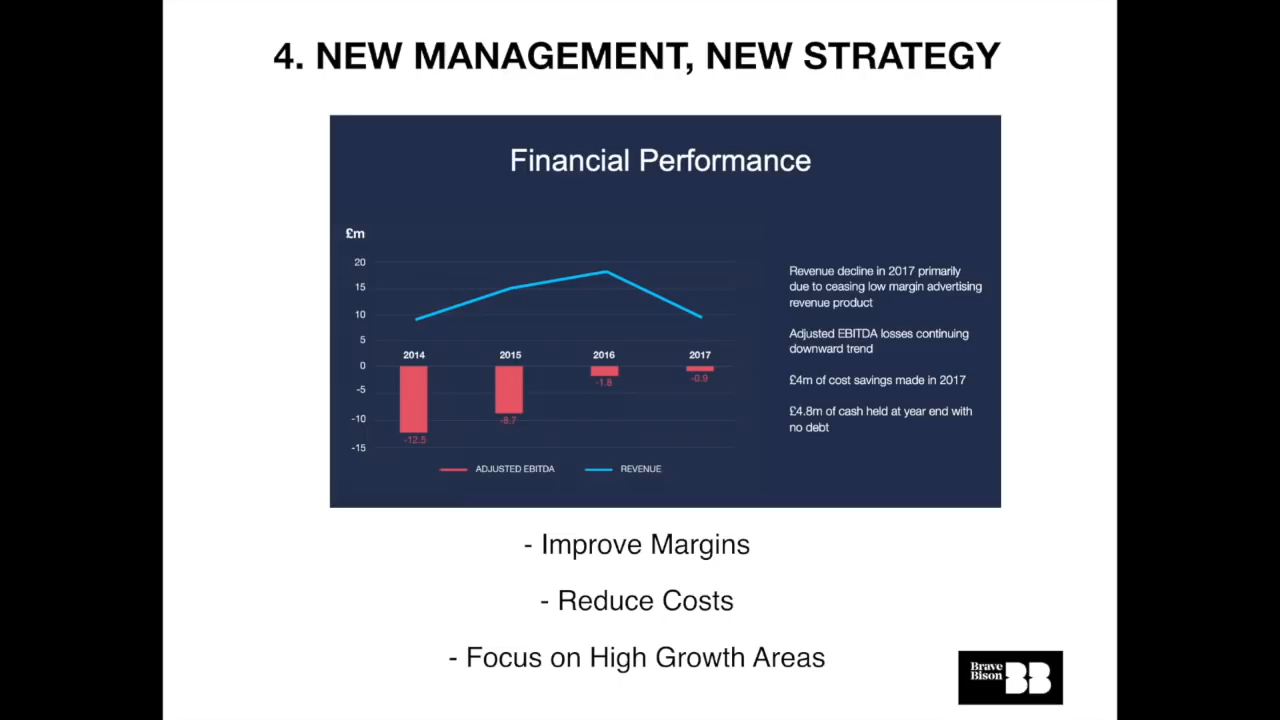 4. NEW MANAGEMENT, NEW STRATEGY
Financial Performance
£m
20
15
10
5
0
-5
-10
-15
2014
2015
2016
2017
-12.5
-8.7
-1.8
-0.9
ADJUSTED EBITDA
REVENUE
Revenue decline in 2017 primarily
due to ceasing low margin advertising
revenue product
Adjusted EBITDA losses continuing
downward trend
£4m of cost savings made in 2017
£4.8m of cash held at year end with
no debt
- Improve Margins
- Reduce Costs
- Focus on High Growth Areas
Brave
Bison
BB